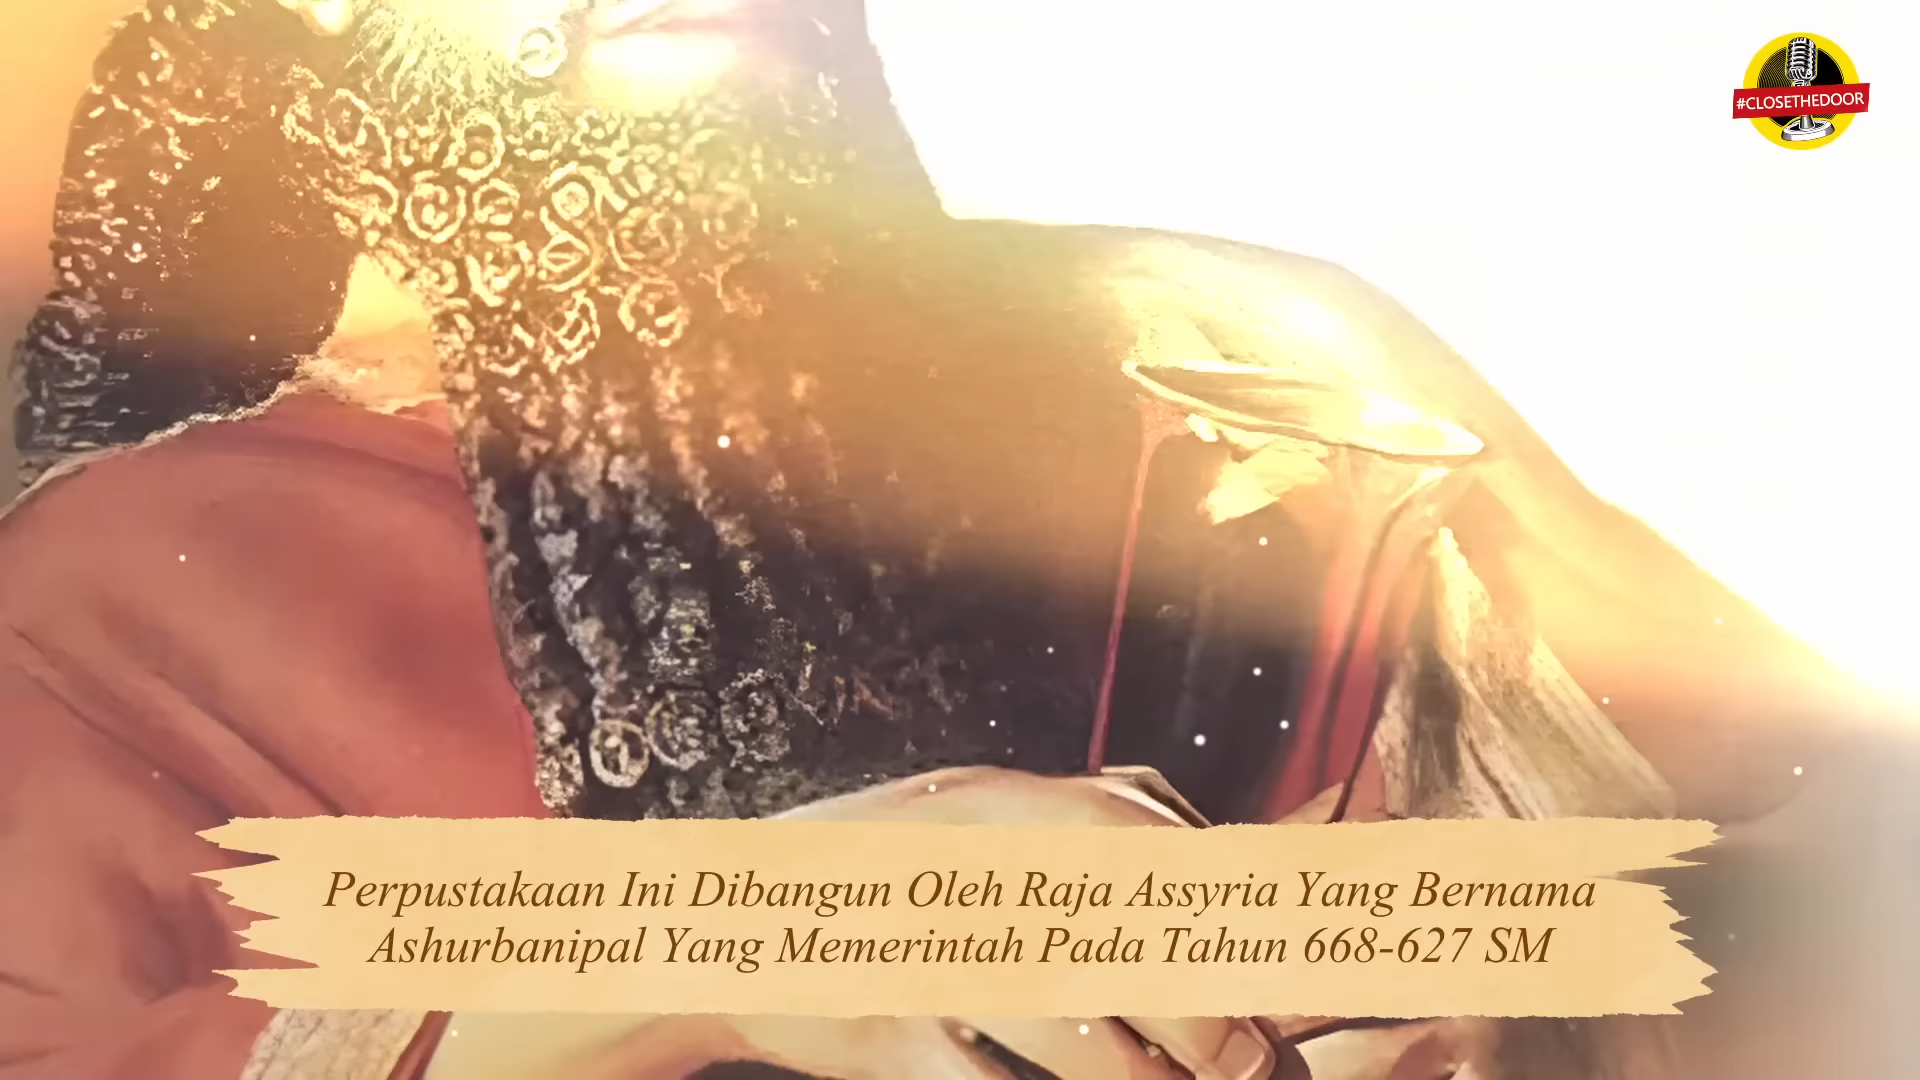 #CLOSETHEDOOR
Perpustakaan Ini Dibangun Oleh Raja Assyria Yang Bernama
Ashurbanipal Yang Memerintah Pada Tahun 668-627 SM